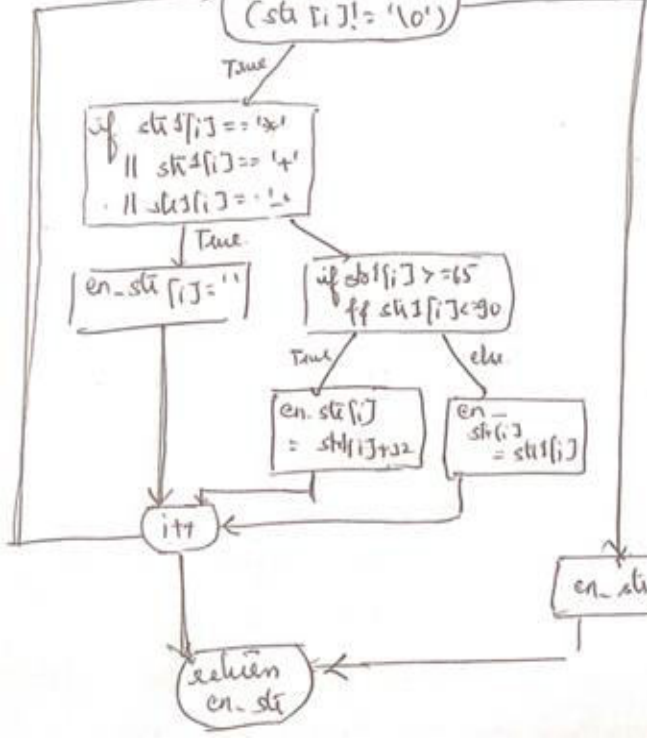 (str[i]!='\0')
True
if str1[i]=='*'
|| str1[i]=='+'
|| str1[i]=='-'
True
en_str[i]=' '
if str1[i]>=65
&& str1[i]<=90
True
else
en_str[i]
= str1[i]+32
en_
str[i]
= str1[i]
i++
en_str
return
en_str